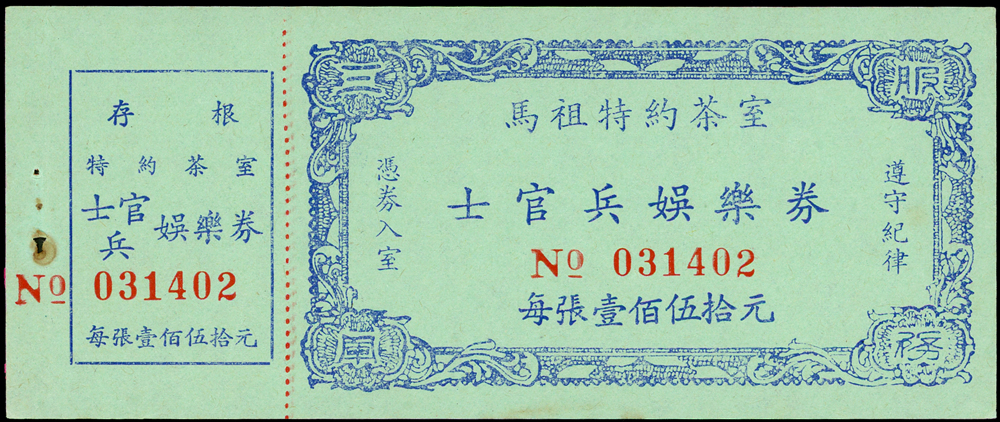 存根
特約茶室
士官兵娛樂券
Nº 031402
每張壹佰伍拾元
馬祖特約茶室
憑券入室
士官兵娛樂券
遵守紀律
Nº 031402
每張壹佰伍拾元
服
務